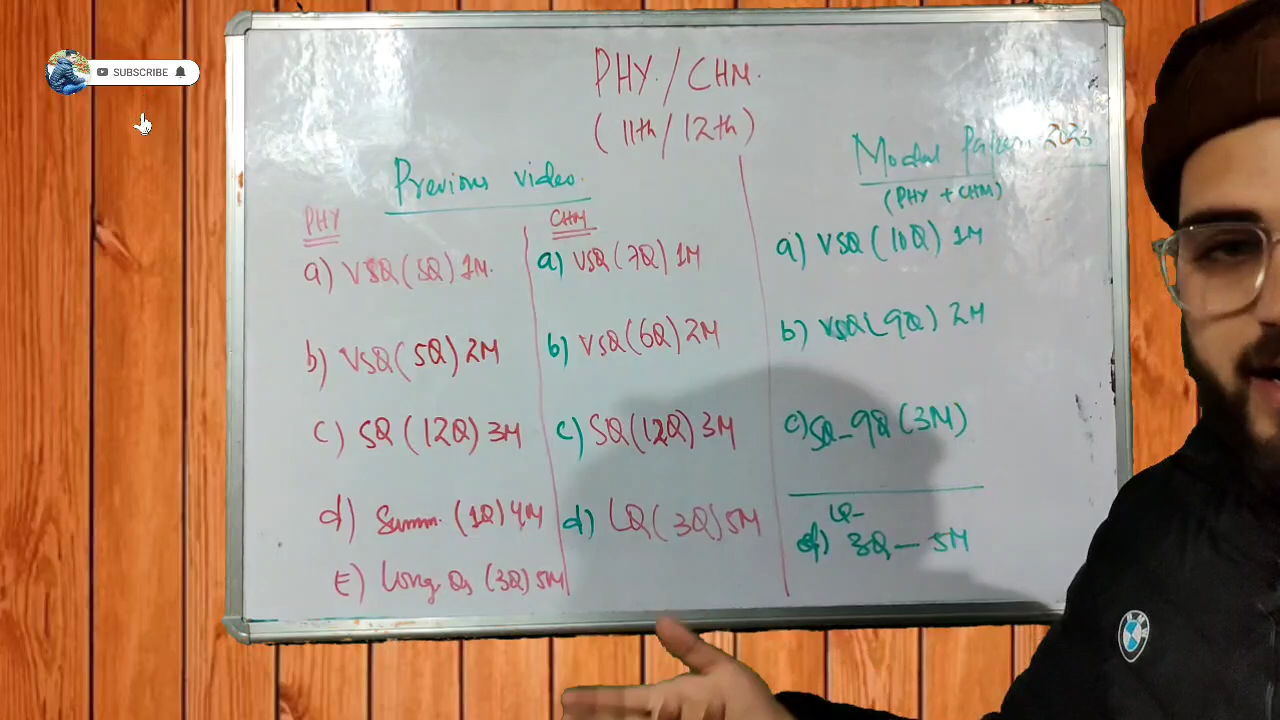 SUBSCRIBE
PHY./CHM.
(11th/12th)
Previous video.
PHY
a) VSQ (5Q) 1M.
b) VSQ (5Q) 2M
c) SQ (12Q) 3M
d) Summ. (1Q) 4M
E) Long Qs (3Q) 5M
CHM
a) VSQ (7Q) 1M
b) VSQ (6Q) 2M
c) SQ (12Q) 3M
d) LQ (3Q) 5M
Modal Paper 2023
(PHY + CHM)
a) VSQ (10Q) 1M
b) VSQ (9Q) 2M
c) SQ - 9Q (3M)
LQ-
d) 3Q — 5M